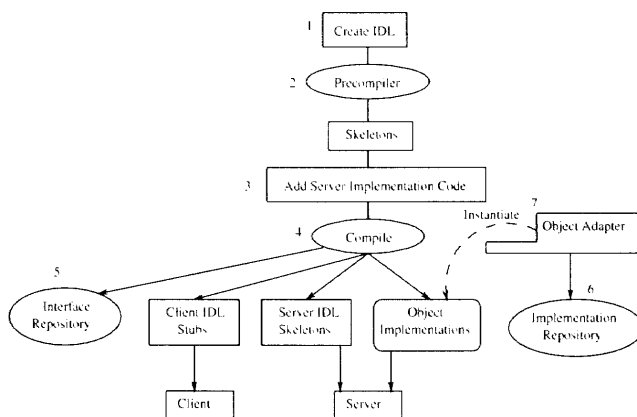 1
Create IDL
2
Precompiler
Skeletons
3
Add Server Implementation Code
7
Instantiate
Object Adapter
4
Compile
5
6
Interface
Repository
Client IDL
Stubs
Server IDL
Skeletons
Object
Implementations
Implementation
Repository
Client
Server